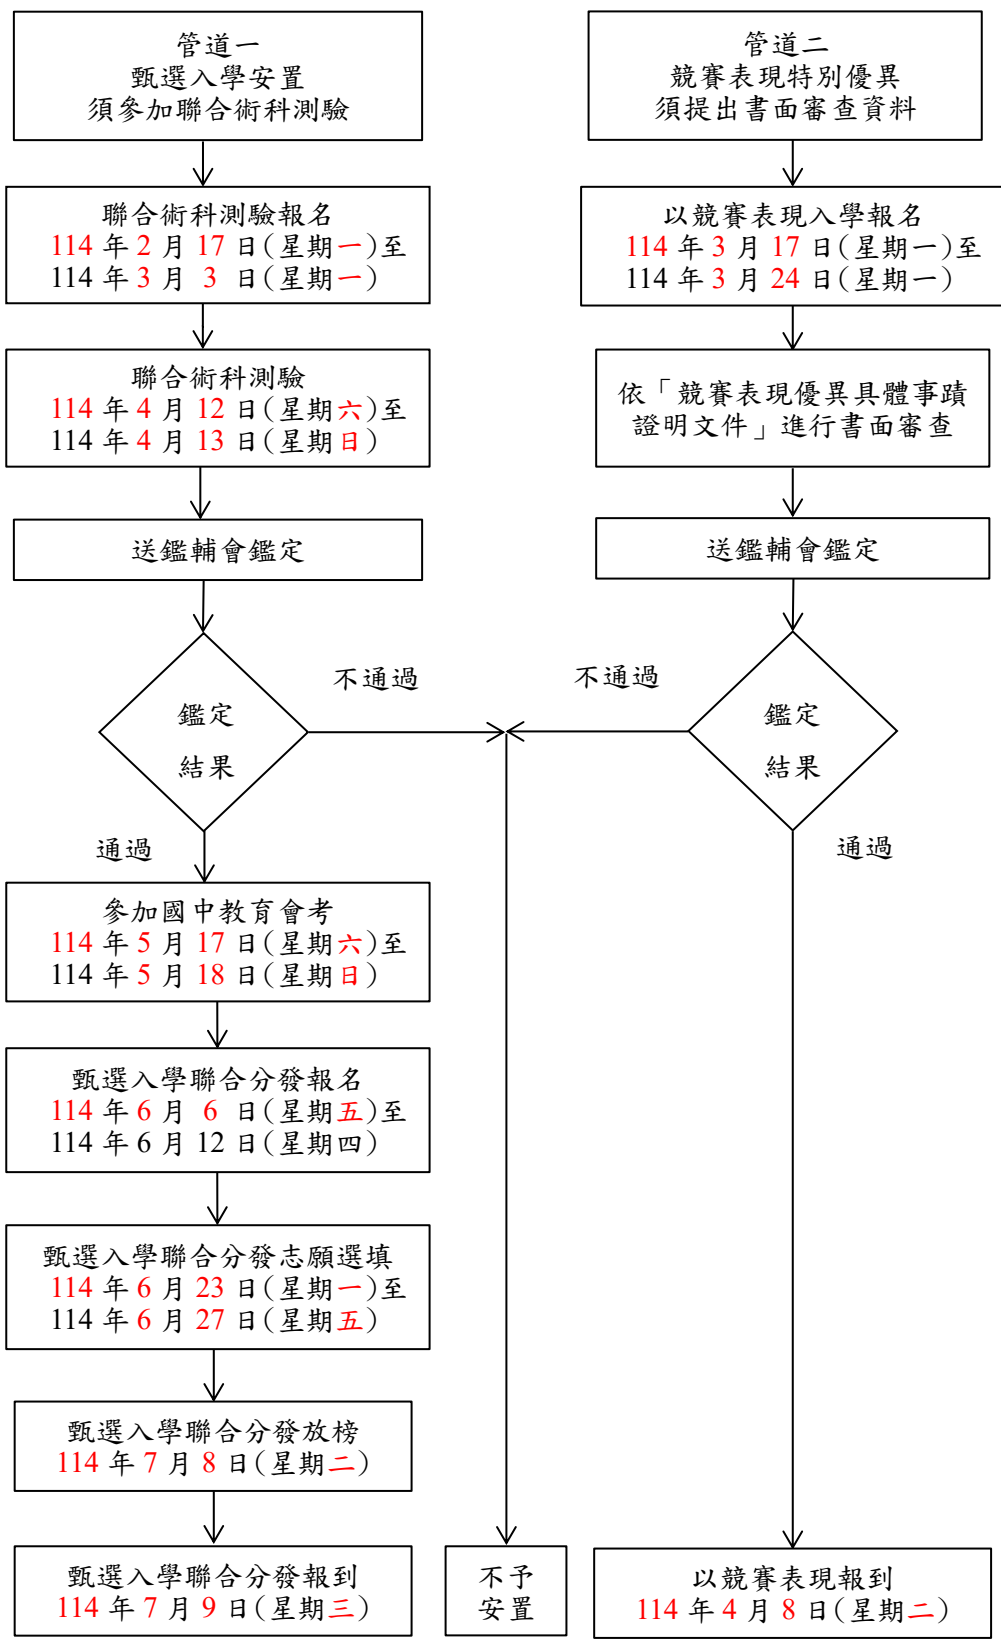 管道一
甄選入學安置
須參加聯合術科測驗
聯合術科測驗報名
114 年 2 月 17 日(星期一)至
114 年 3 月 3 日(星期一)
聯合術科測驗
114 年 4 月 12 日(星期六)至
114 年 4 月 13 日(星期日)
送鑑輔會鑑定
鑑定
結果
不通過
通過
參加國中教育會考
114 年 5 月 17 日(星期六)至
114 年 5 月 18 日(星期日)
甄選入學聯合分發報名
114 年 6 月 6 日(星期五)至
114 年 6 月 12 日(星期四)
甄選入學聯合分發志願選填
114 年 6 月 23 日(星期一)至
114 年 6 月 27 日(星期五)
甄選入學聯合分發放榜
114 年 7 月 8 日(星期二)
甄選入學聯合分發報到
114 年 7 月 9 日(星期三)
管道二
競賽表現特別優異
須提出書面審查資料
以競賽表現入學報名
114 年 3 月 17 日(星期一)至
114 年 3 月 24 日(星期一)
依「競賽表現優異具體事蹟
證明文件」進行書面審查
送鑑輔會鑑定
鑑定
結果
不通過
通過
不予
安置
以競賽表現報到
114 年 4 月 8 日(星期二)